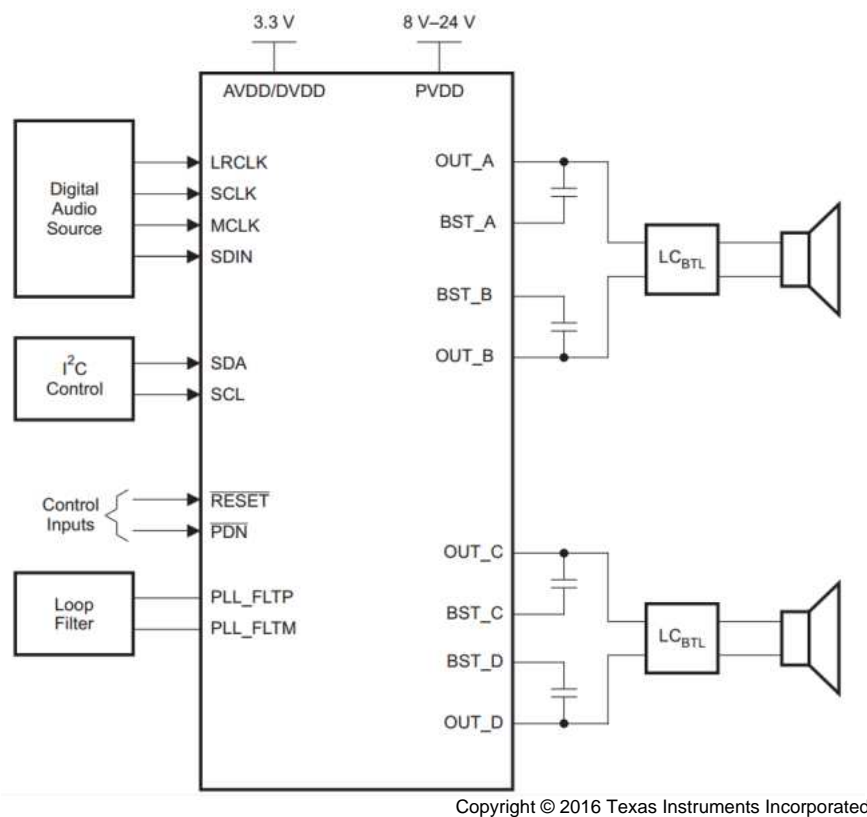 3.3 V
8 V–24 V
AVDD/DVDD
PVDD
Digital
Audio
Source
LRCLK
SCLK
MCLK
SDIN
OUT_A
BST_A
BST_B
OUT_B
LCBTL
I2C
Control
SDA
SCL
Control
Inputs
RESET
PDN
Loop
Filter
PLL_FLTP
PLL_FLTM
OUT_C
BST_C
BST_D
OUT_D
LCBTL
Copyright © 2016 Texas Instruments Incorporated